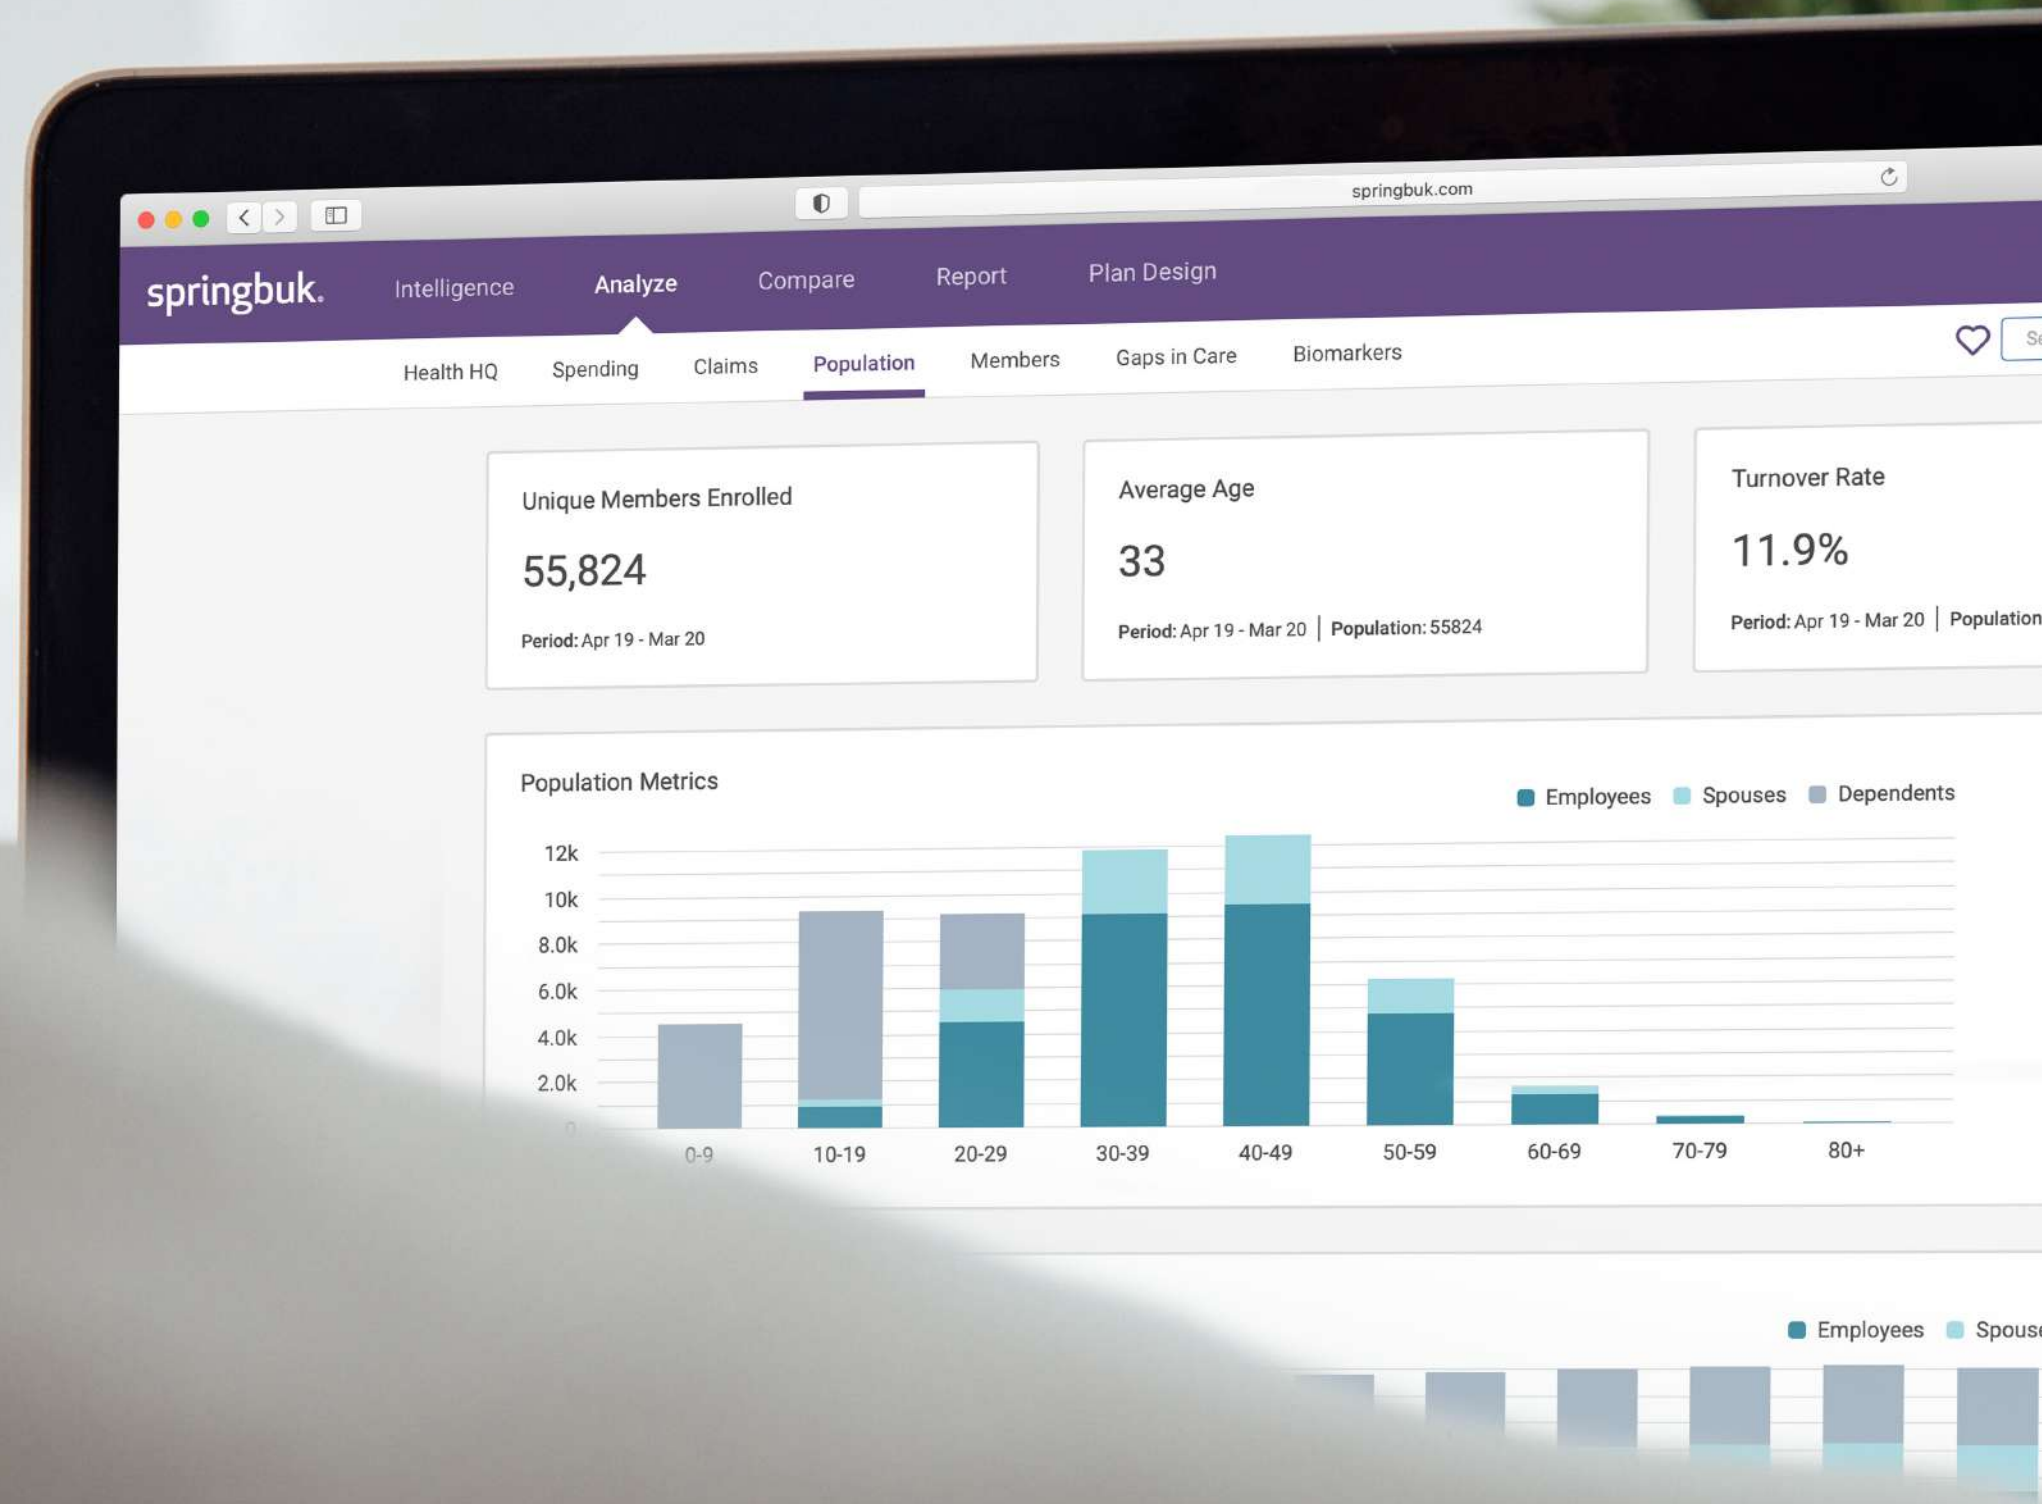 springbuk.com
springbuk. Intelligence Analyze Compare Report Plan Design
Health HQ Spending Claims Population Members Gaps in Care Biomarkers
Unique Members Enrolled
55,824
Period: Apr 19 - Mar 20
Average Age
33
Period: Apr 19 - Mar 20 | Population: 55824
Turnover Rate
11.9%
Period: Apr 19 - Mar 20 | Population
Population Metrics
Employees Spouses Dependents
12k
10k
8.0k
6.0k
4.0k
2.0k
0
0-9 10-19 20-29 30-39 40-49 50-59 60-69 70-79 80+
Employees